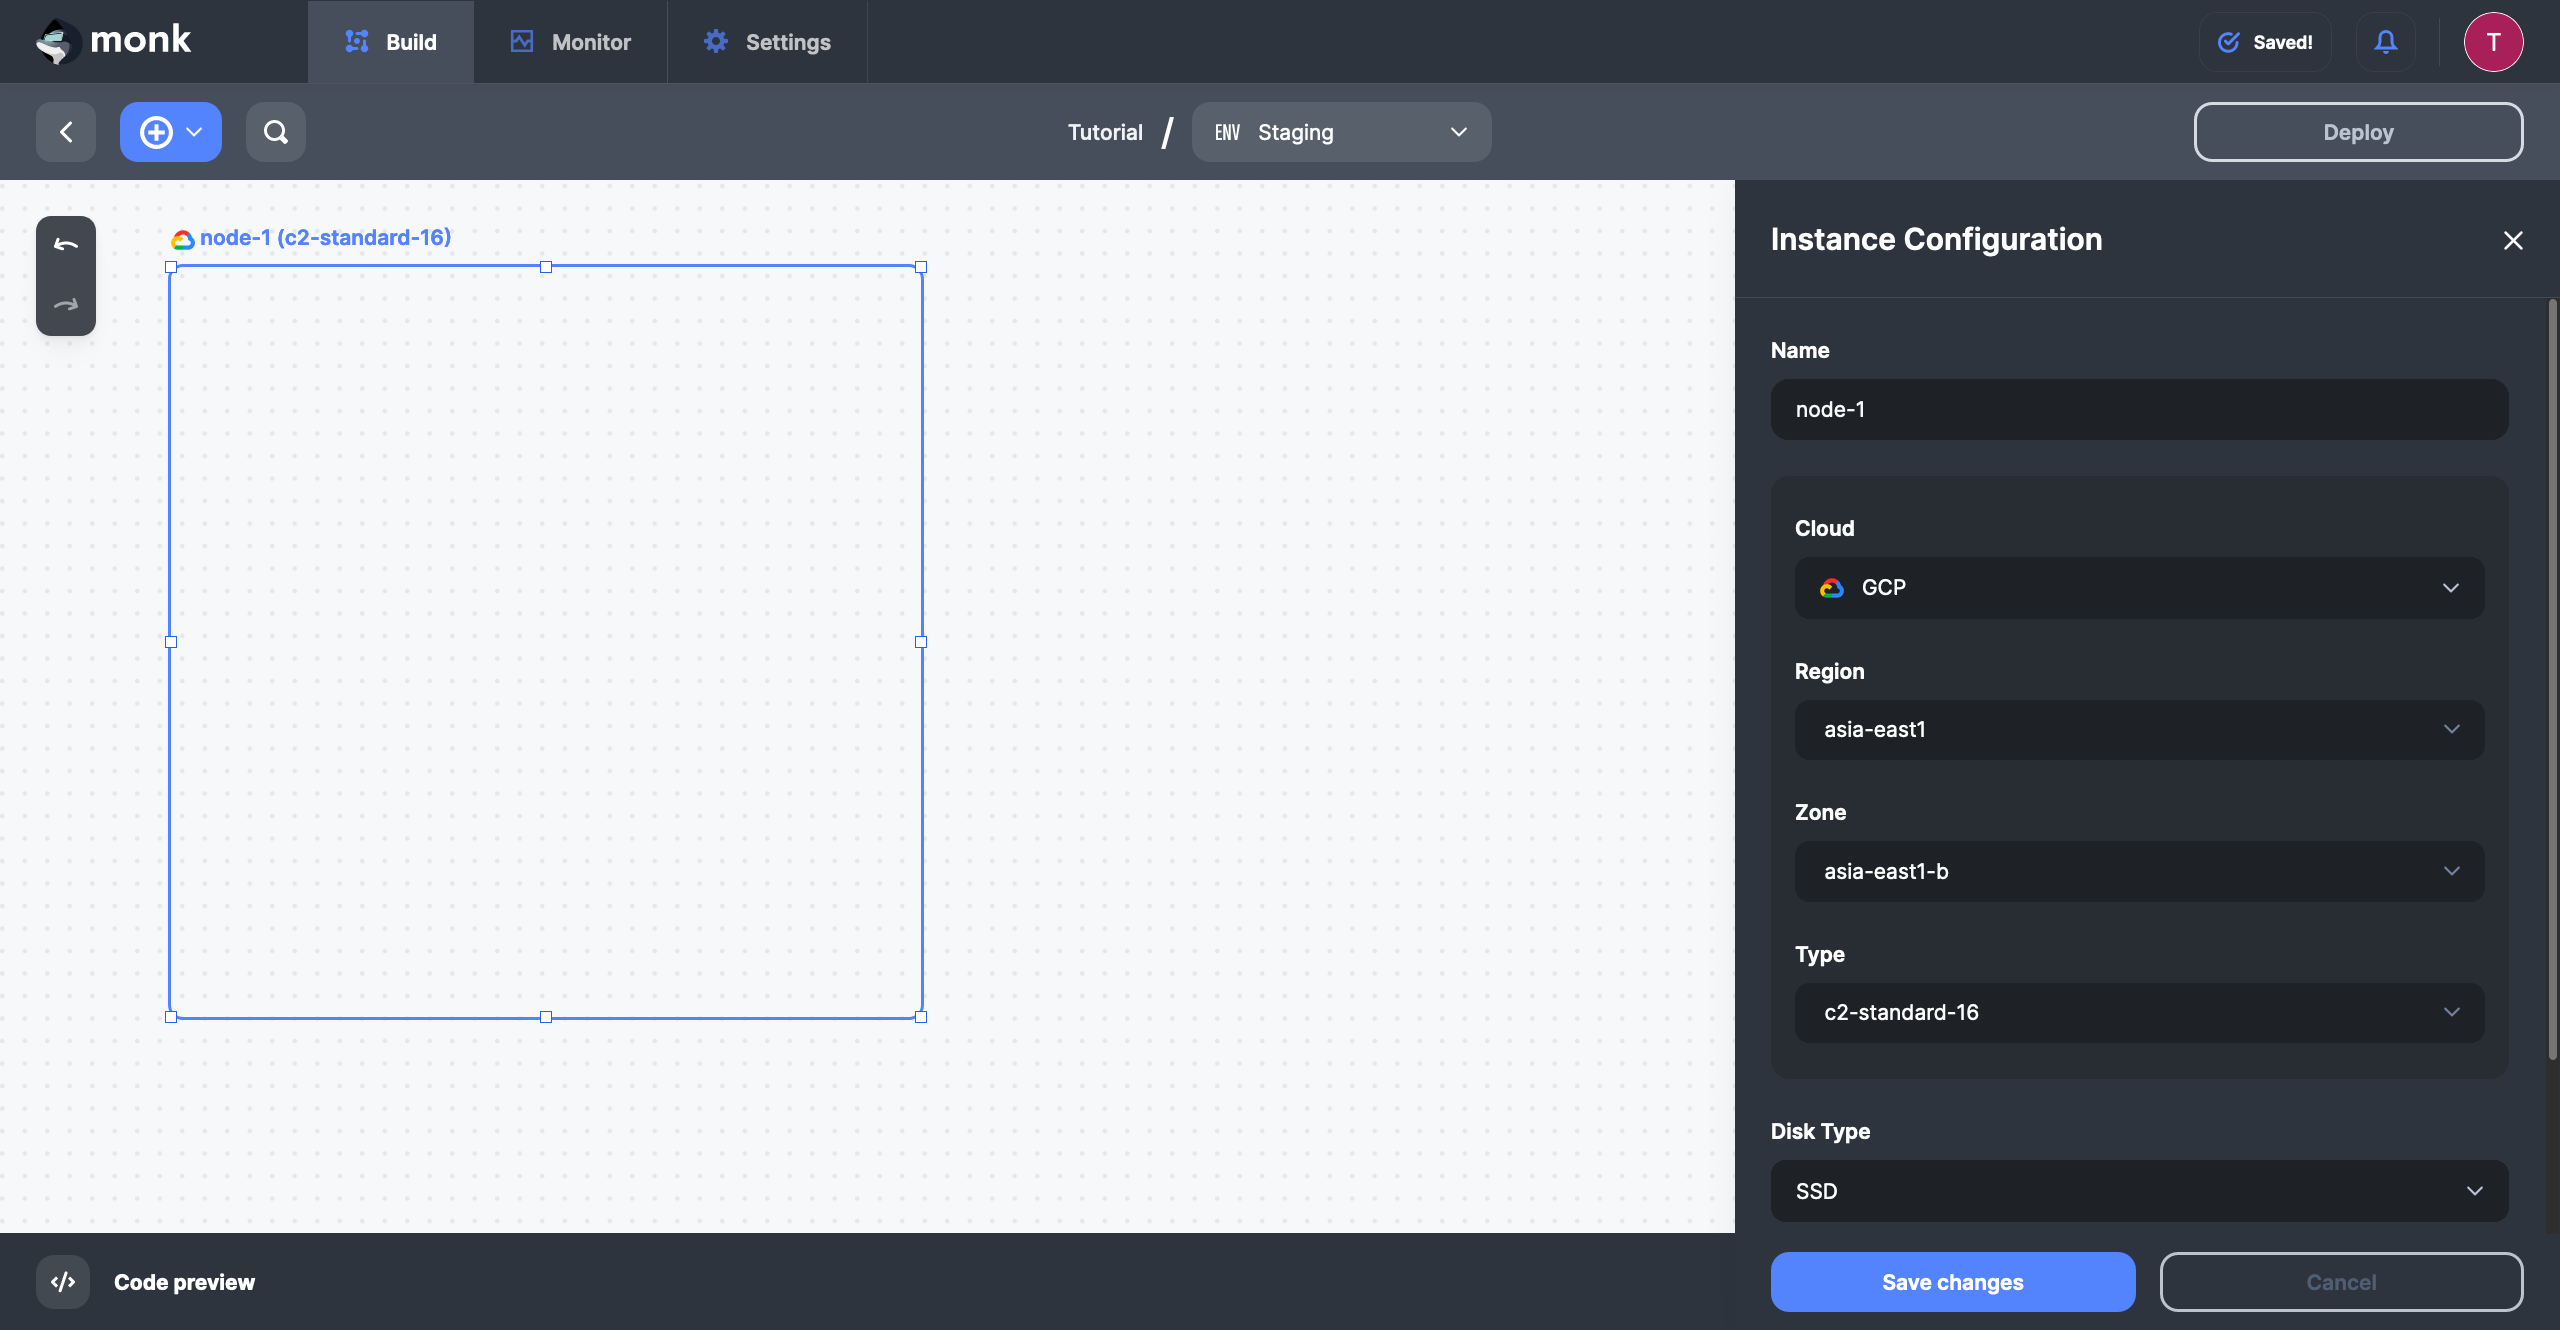 monk
Build
Monitor
Settings
Saved!
T
Tutorial / ENV Staging
Deploy
node-1 (c2-standard-16)
Instance Configuration
Name
node-1
Cloud
GCP
Region
asia-east1
Zone
asia-east1-b
Type
c2-standard-16
Disk Type
SSD
Code preview
Save changes
Cancel